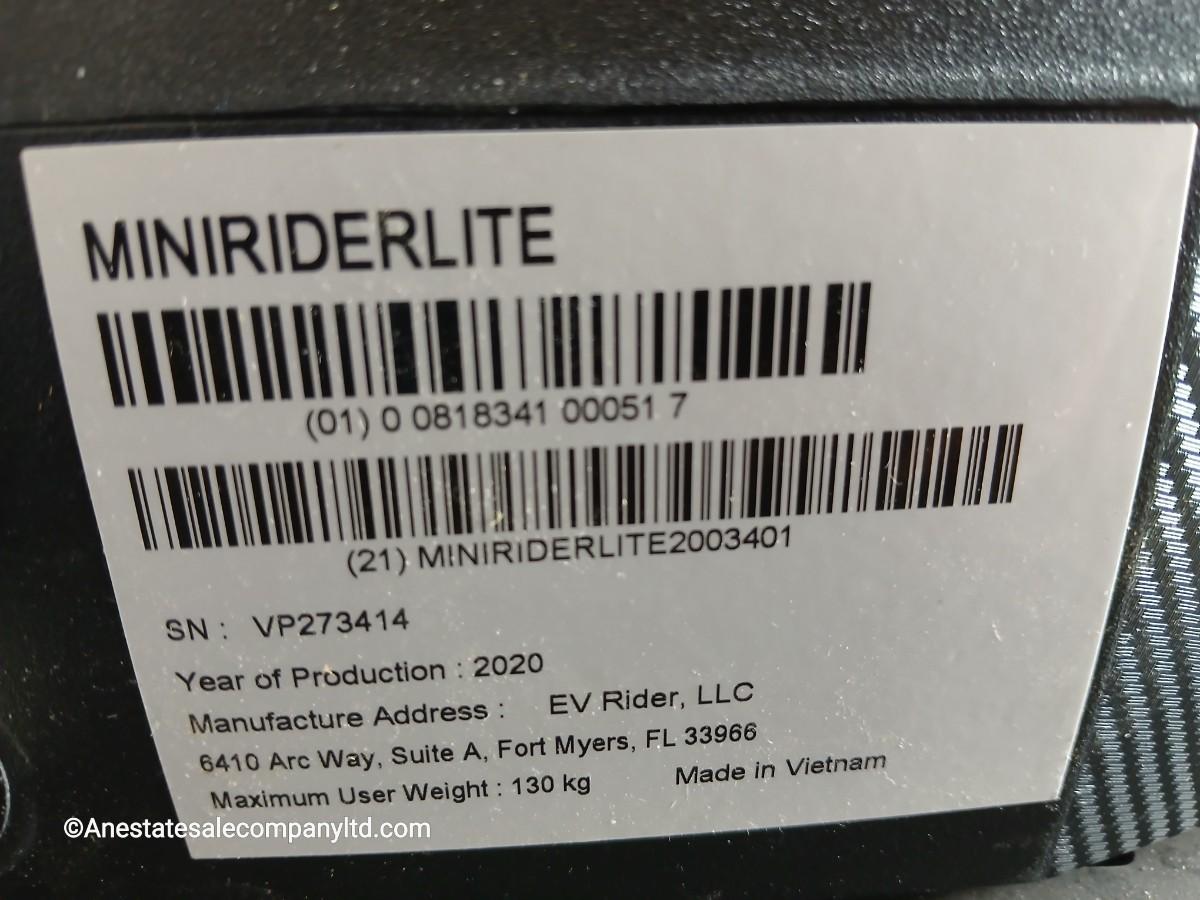 MINIRIDERLITE
(01) 0 0818341 00051 7
(21) MINIRIDERLITE2003401
SN : VP273414
Year of Production : 2020
Manufacture Address : EV Rider, LLC
6410 Arc Way, Suite A, Fort Myers, FL 33966
Maximum User Weight : 130 kg Made in Vietnam
©Anestatesalecompanyltd.com